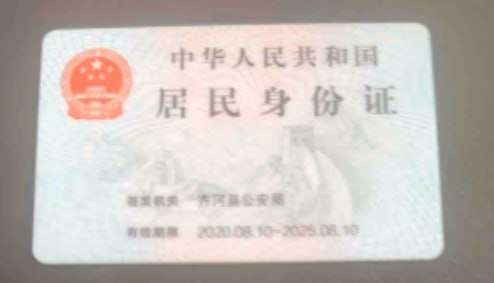 中华人民共和国
居民身份证
签发机关 齐河县公安局
有效期限 2020.08.10-2025.08.10